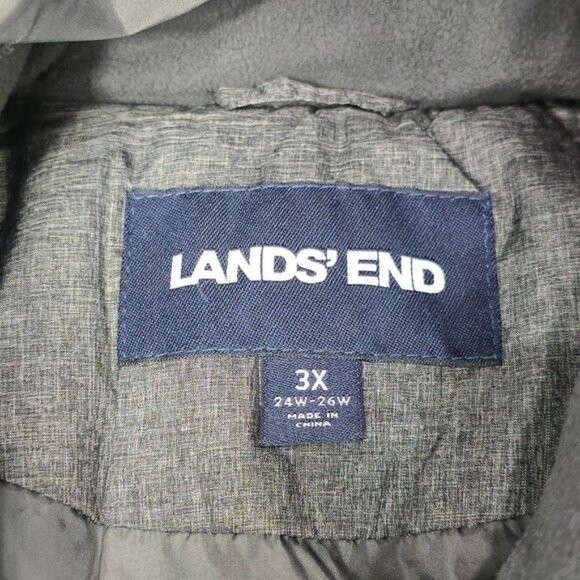 LANDS' END
3X
24W-26W
MADE IN
CHINA